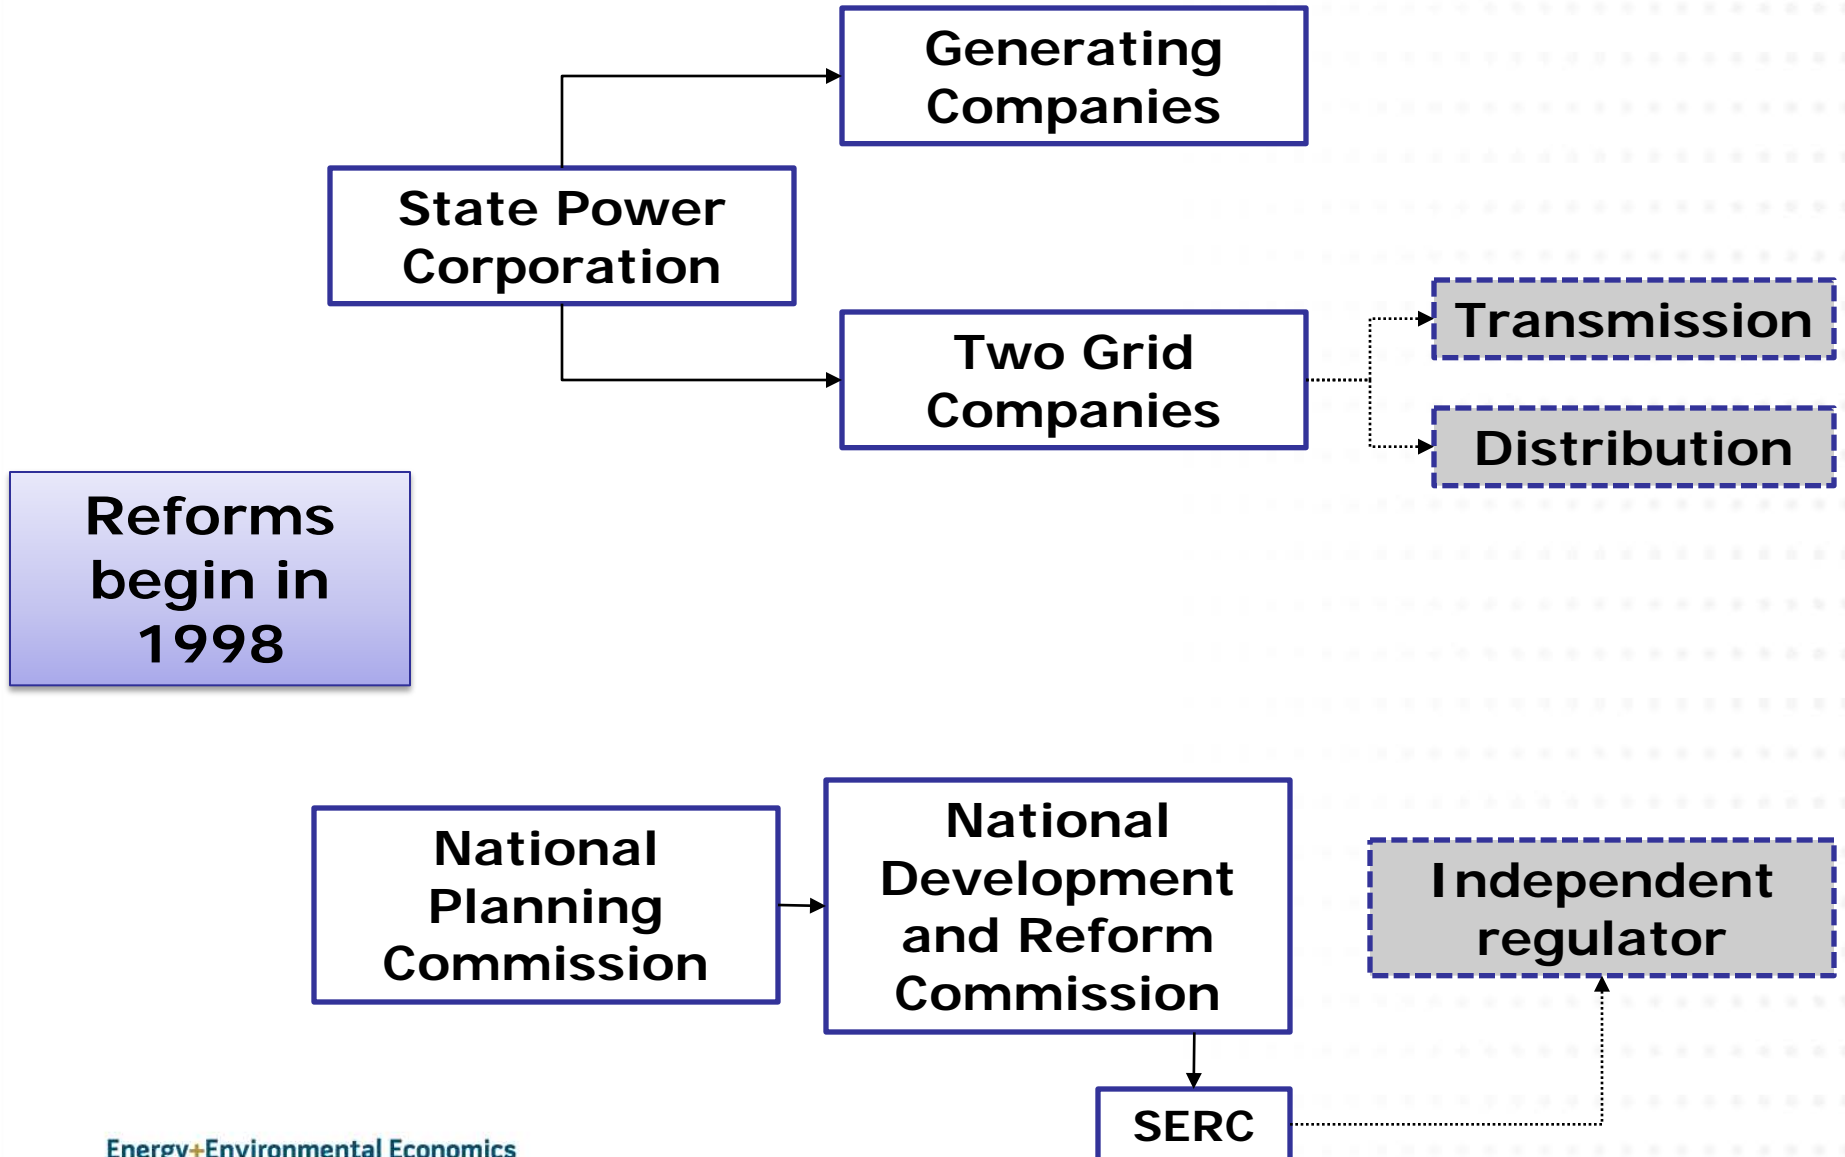 Generating
Companies
State Power
Corporation
Two Grid
Companies
Transmission
Distribution
Reforms
begin in
1998
National
Planning
Commission
National
Development
and Reform
Commission
Independent
regulator
SERC
Energy+Environmental Economics